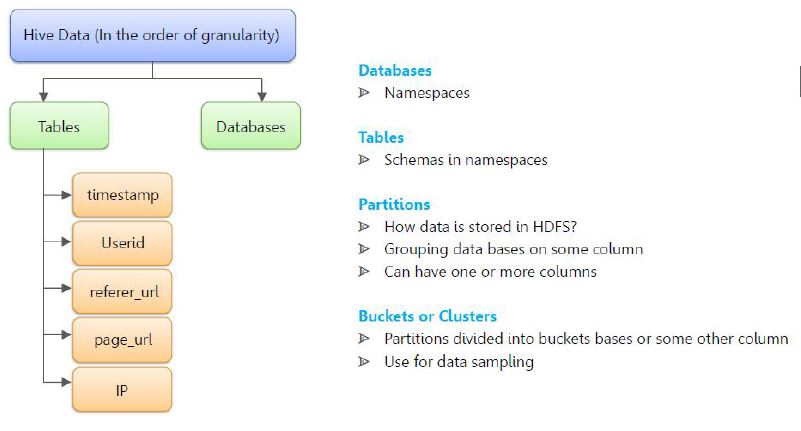 Hive Data (In the order of granularity)
Tables
Databases
timestamp
Userid
referer_url
page_url
IP
Databases
Namespaces
Tables
Schemas in namespaces
Partitions
How data is stored in HDFS?
Grouping data bases on some column
Can have one or more columns
Buckets or Clusters
Partitions divided into buckets bases or some other column
Use for data sampling